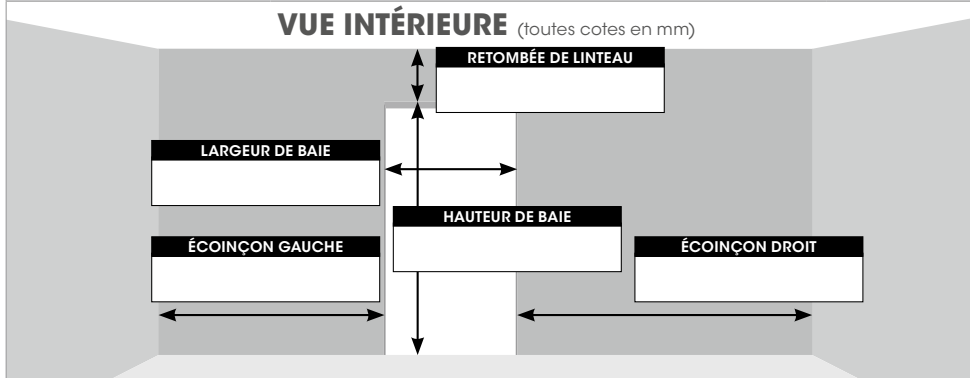 VUE INTÉRIEURE (toutes cotes en mm)
RETOMBÉE DE LINTEAU
LARGEUR DE BAIE
HAUTEUR DE BAIE
ÉCOINÇON GAUCHE
ÉCOINÇON DROIT